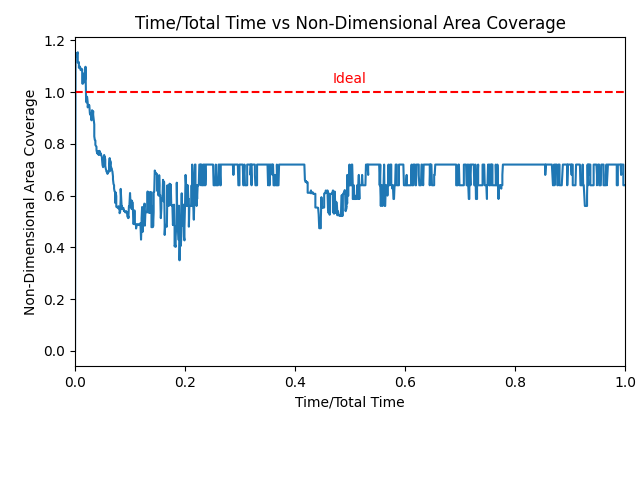 Time/Total Time vs Non-Dimensional Area Coverage
1.2
1.0
0.8
0.6
0.4
0.2
0.0
Non-Dimensional Area Coverage
Ideal
0.0 0.2 0.4 0.6 0.8 1.0
Time/Total Time